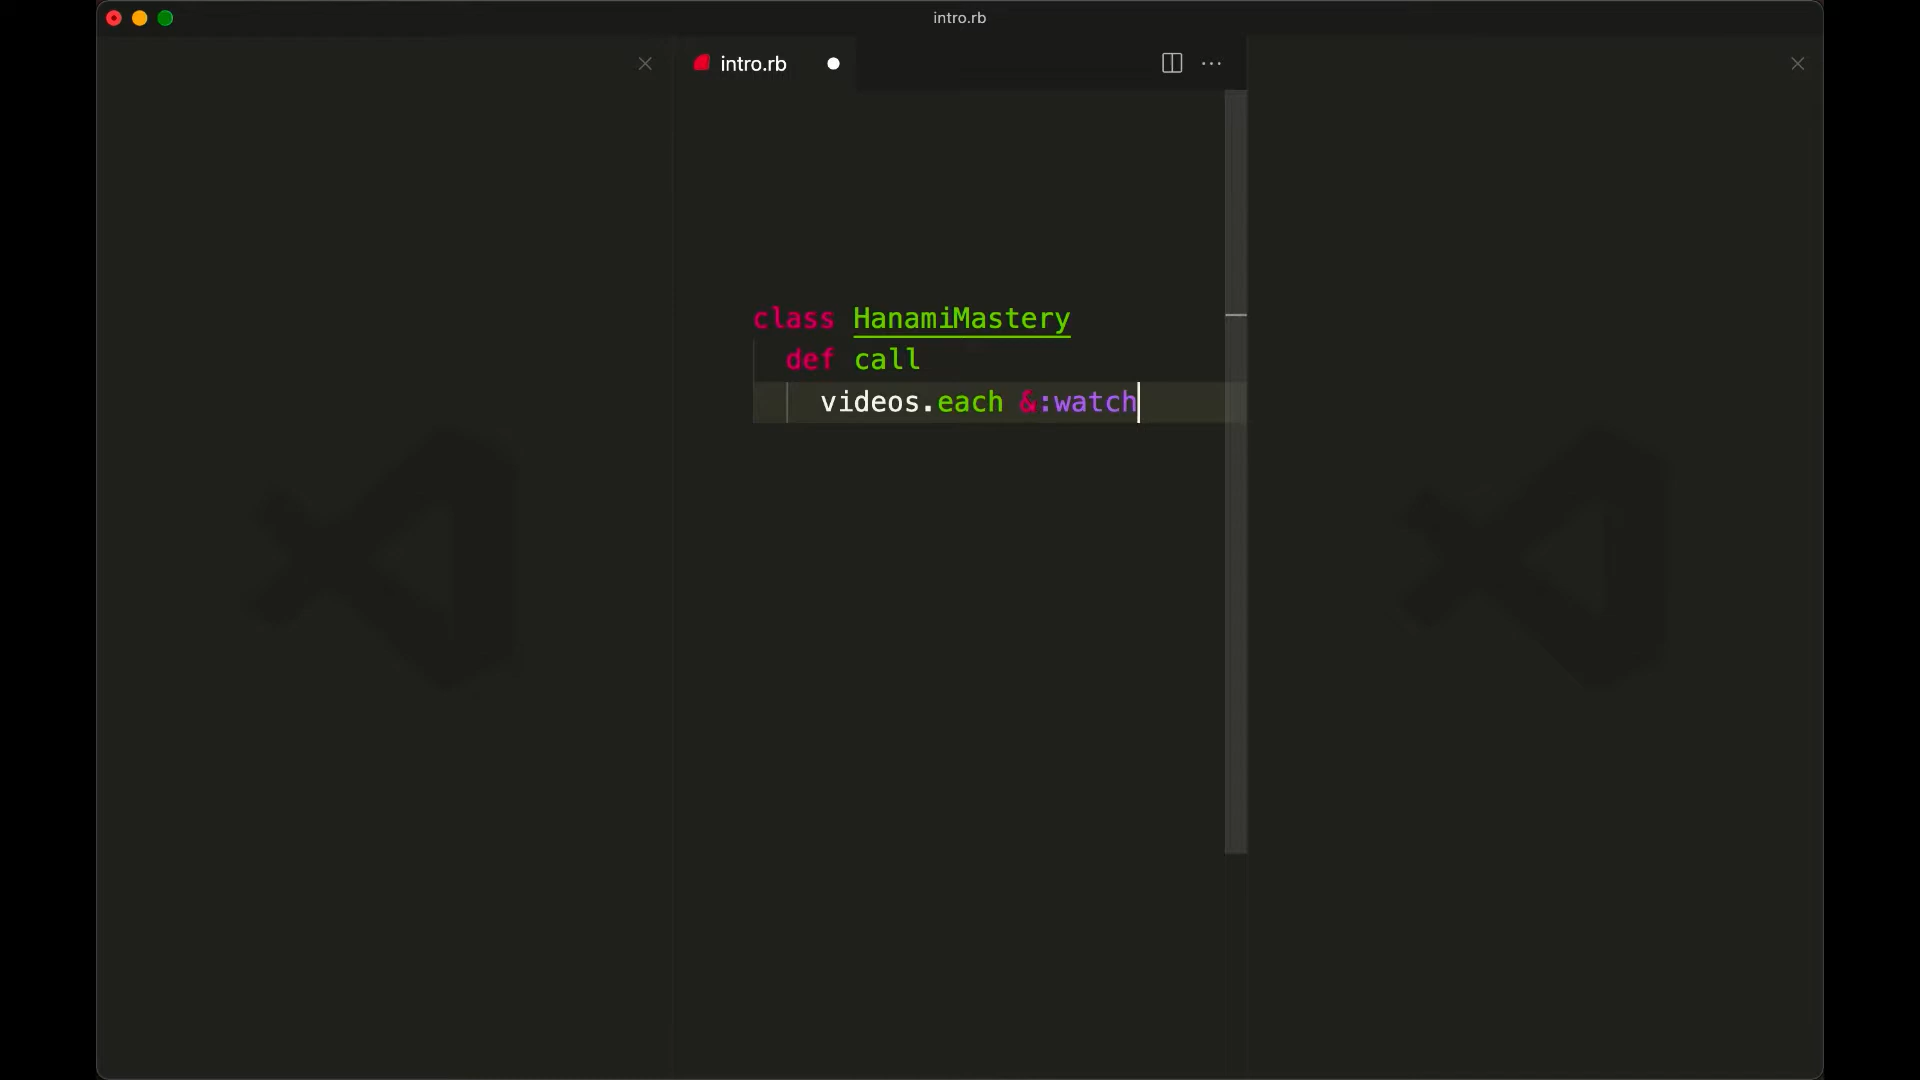 intro.rb
intro.rb
class HanamiMastery
def call
videos.each &:watch